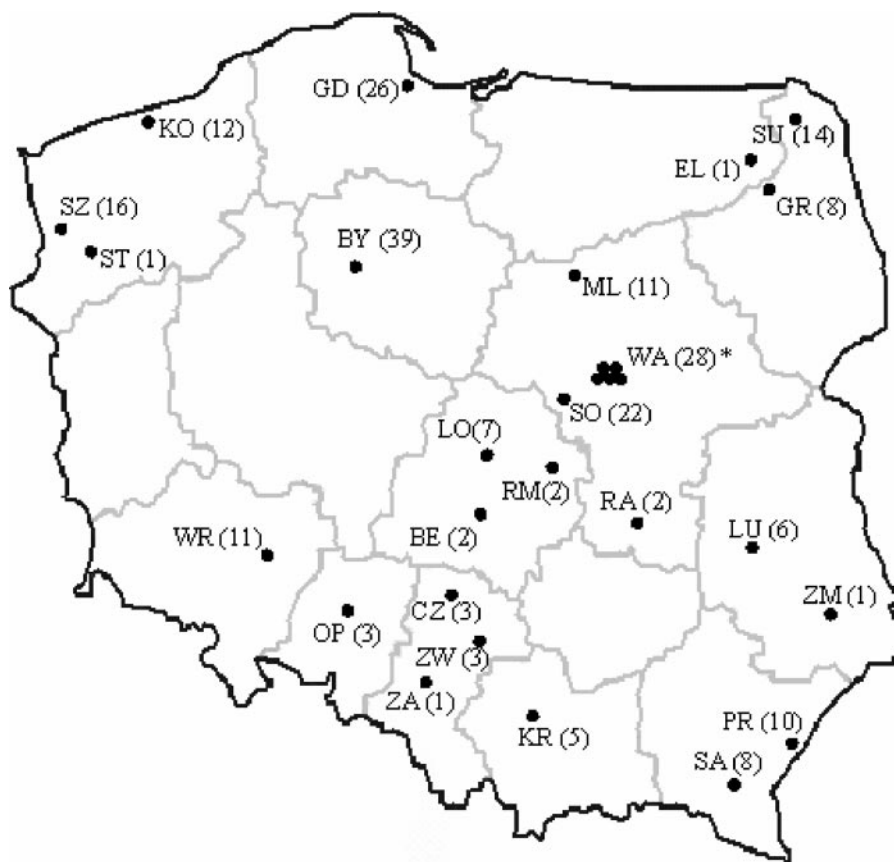 GD (26)
KO (12)
SU (14)
EL (1)
GR (8)
SZ (16)
BY (39)
ST (1)
ML (11)
WA (28) *
SO (22)
LO(7)
RM(2)
RA (2)
BE (2)
WR (11)
LU (6)
CZ (3)
ZM (1)
OP (3)
ZW (3)
ZA (1)
KR (5)
PR (10)
SA (8)